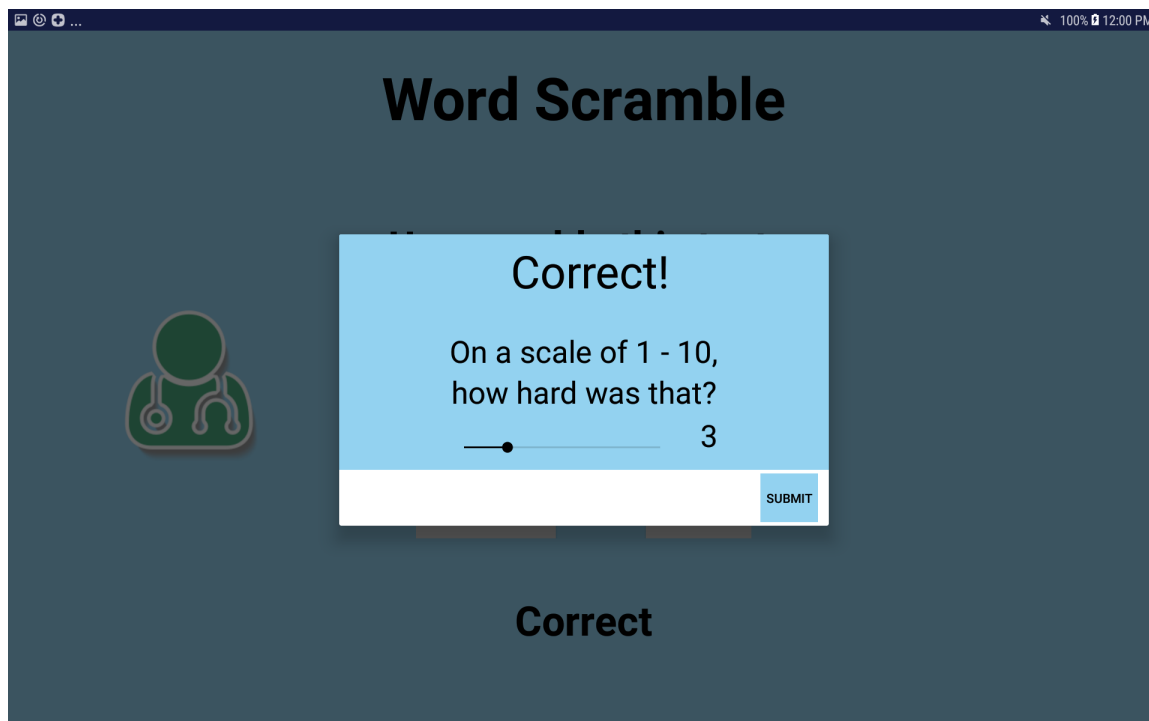 ... 100% 12:00 PM
Word Scramble
Correct!
On a scale of 1 - 10,
how hard was that?
3
SUBMIT
Correct